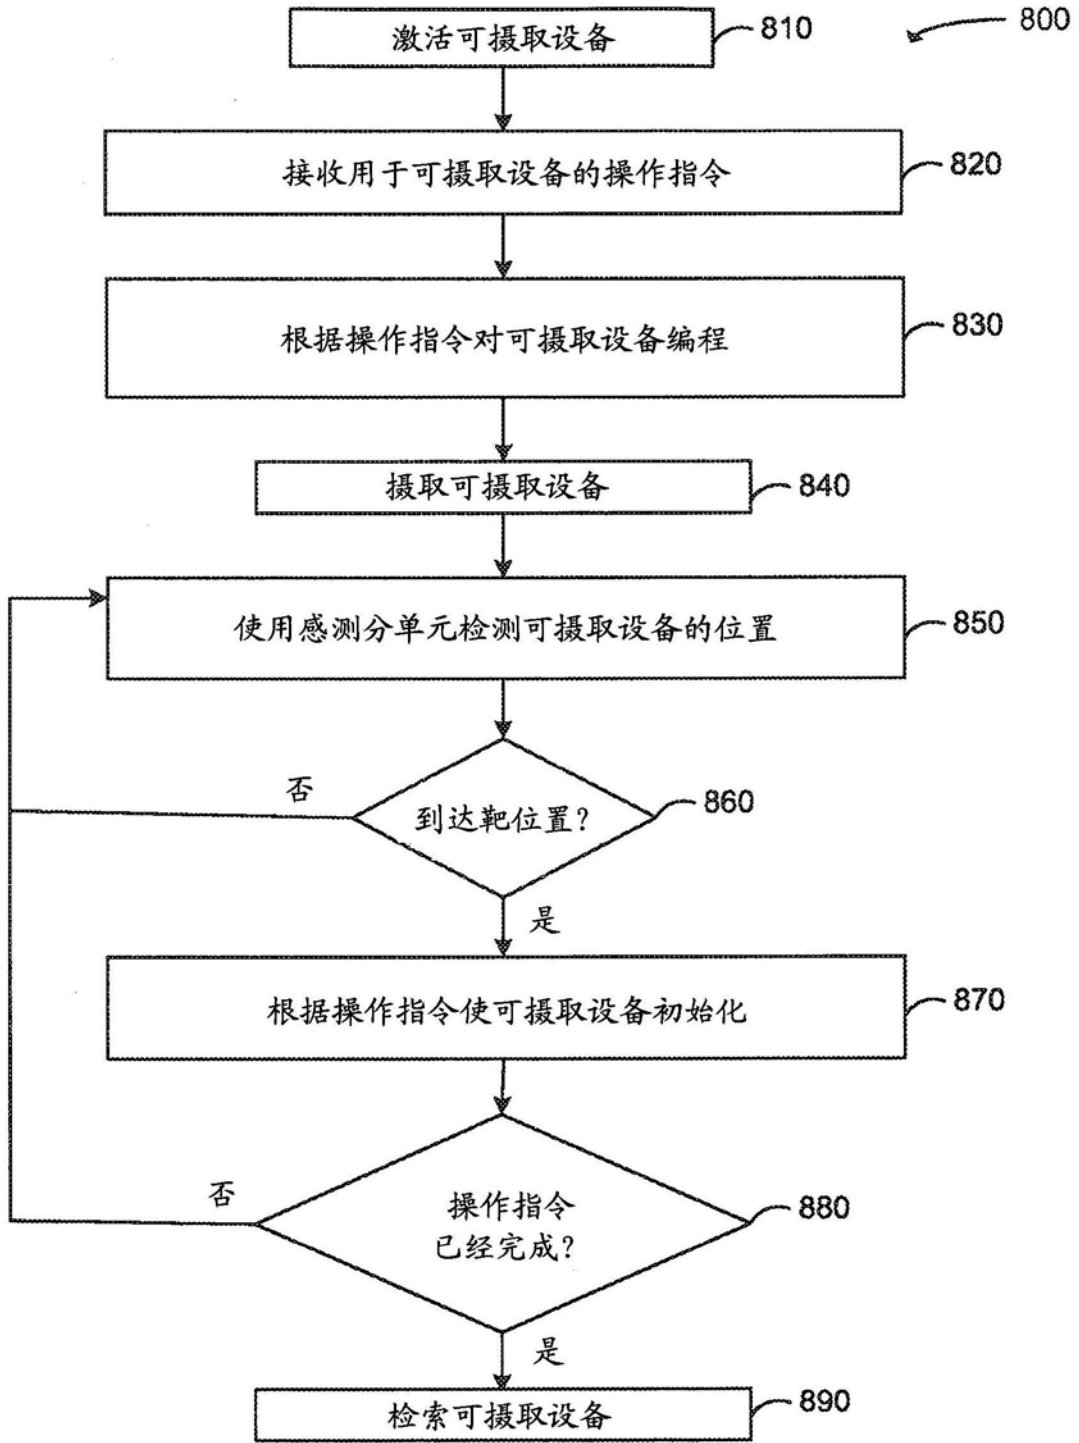 激活可摄取设备
810
800
接收用于可摄取设备的操作指令
820
根据操作指令对可摄取设备编程
830
摄取可摄取设备
840
使用感测分单元检测可摄取设备的位置
850
否
到达靶位置?
860
是
根据操作指令使可摄取设备初始化
870
否
操作指令
已经完成?
880
是
检索可摄取设备
890